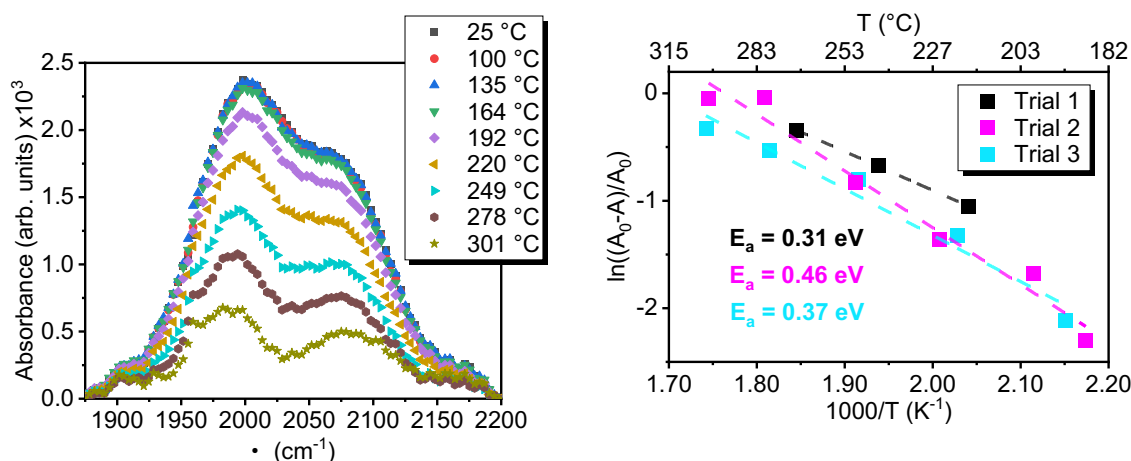 25 °C
100 °C
135 °C
164 °C
192 °C
220 °C
249 °C
278 °C
301 °C
Absorbance (arb. units) x10³
2.5
2.0
1.5
1.0
0.5
0.0
1900 1950 2000 2050 2100 2150 2200
· (cm⁻¹)
T (°C)
315 283 253 227 203 182
ln((A₀-A)/A₀)
0
-1
-2
Trial 1
Trial 2
Trial 3
Eₐ = 0.31 eV
Eₐ = 0.46 eV
Eₐ = 0.37 eV
1.70 1.80 1.90 2.00 2.10 2.20
1000/T (K⁻¹)